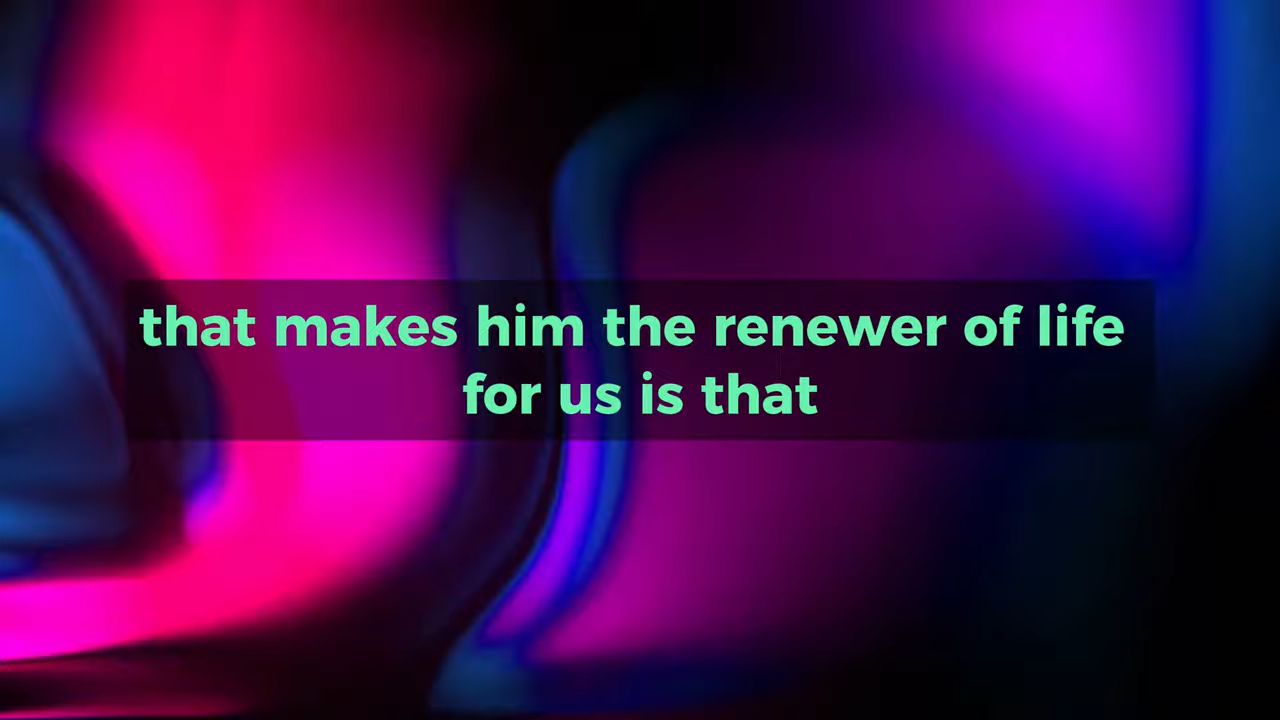 that makes him the renewer of life
for us is that